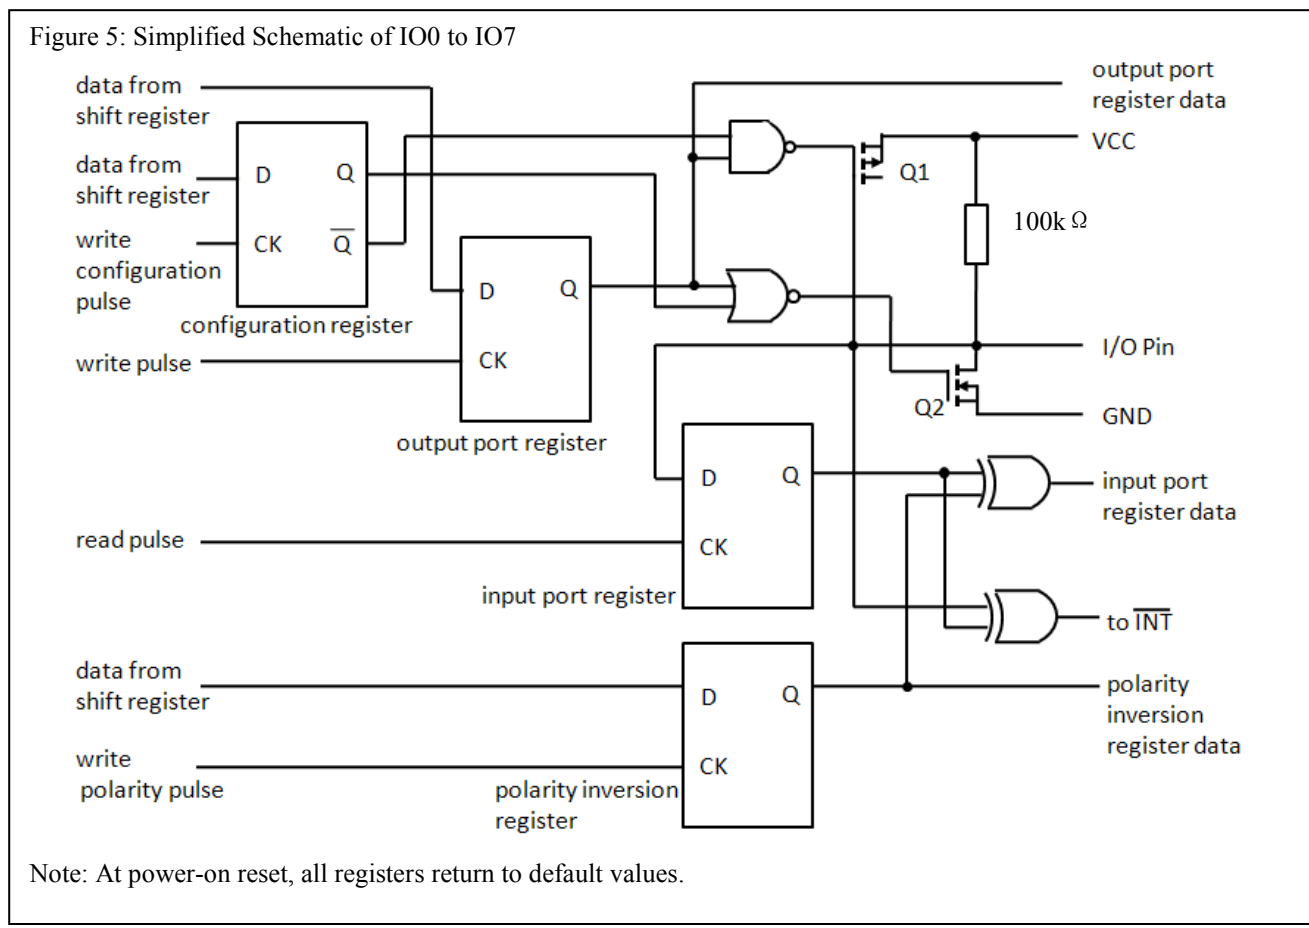 Figure 5: Simplified Schematic of IO0 to IO7
data from
shift register
output port
register data
VCC
data from
shift register
D
Q
Q1
100k Ω
write
configuration
pulse
CK
Q̅
configuration register
D
Q
I/O Pin
write pulse
CK
Q2
GND
output port register
D
Q
input port
register data
read pulse
CK
input port register
to I̅N̅T̅
data from
shift register
D
Q
polarity
inversion
register data
write
polarity pulse
CK
polarity inversion
register
Note: At power-on reset, all registers return to default values.